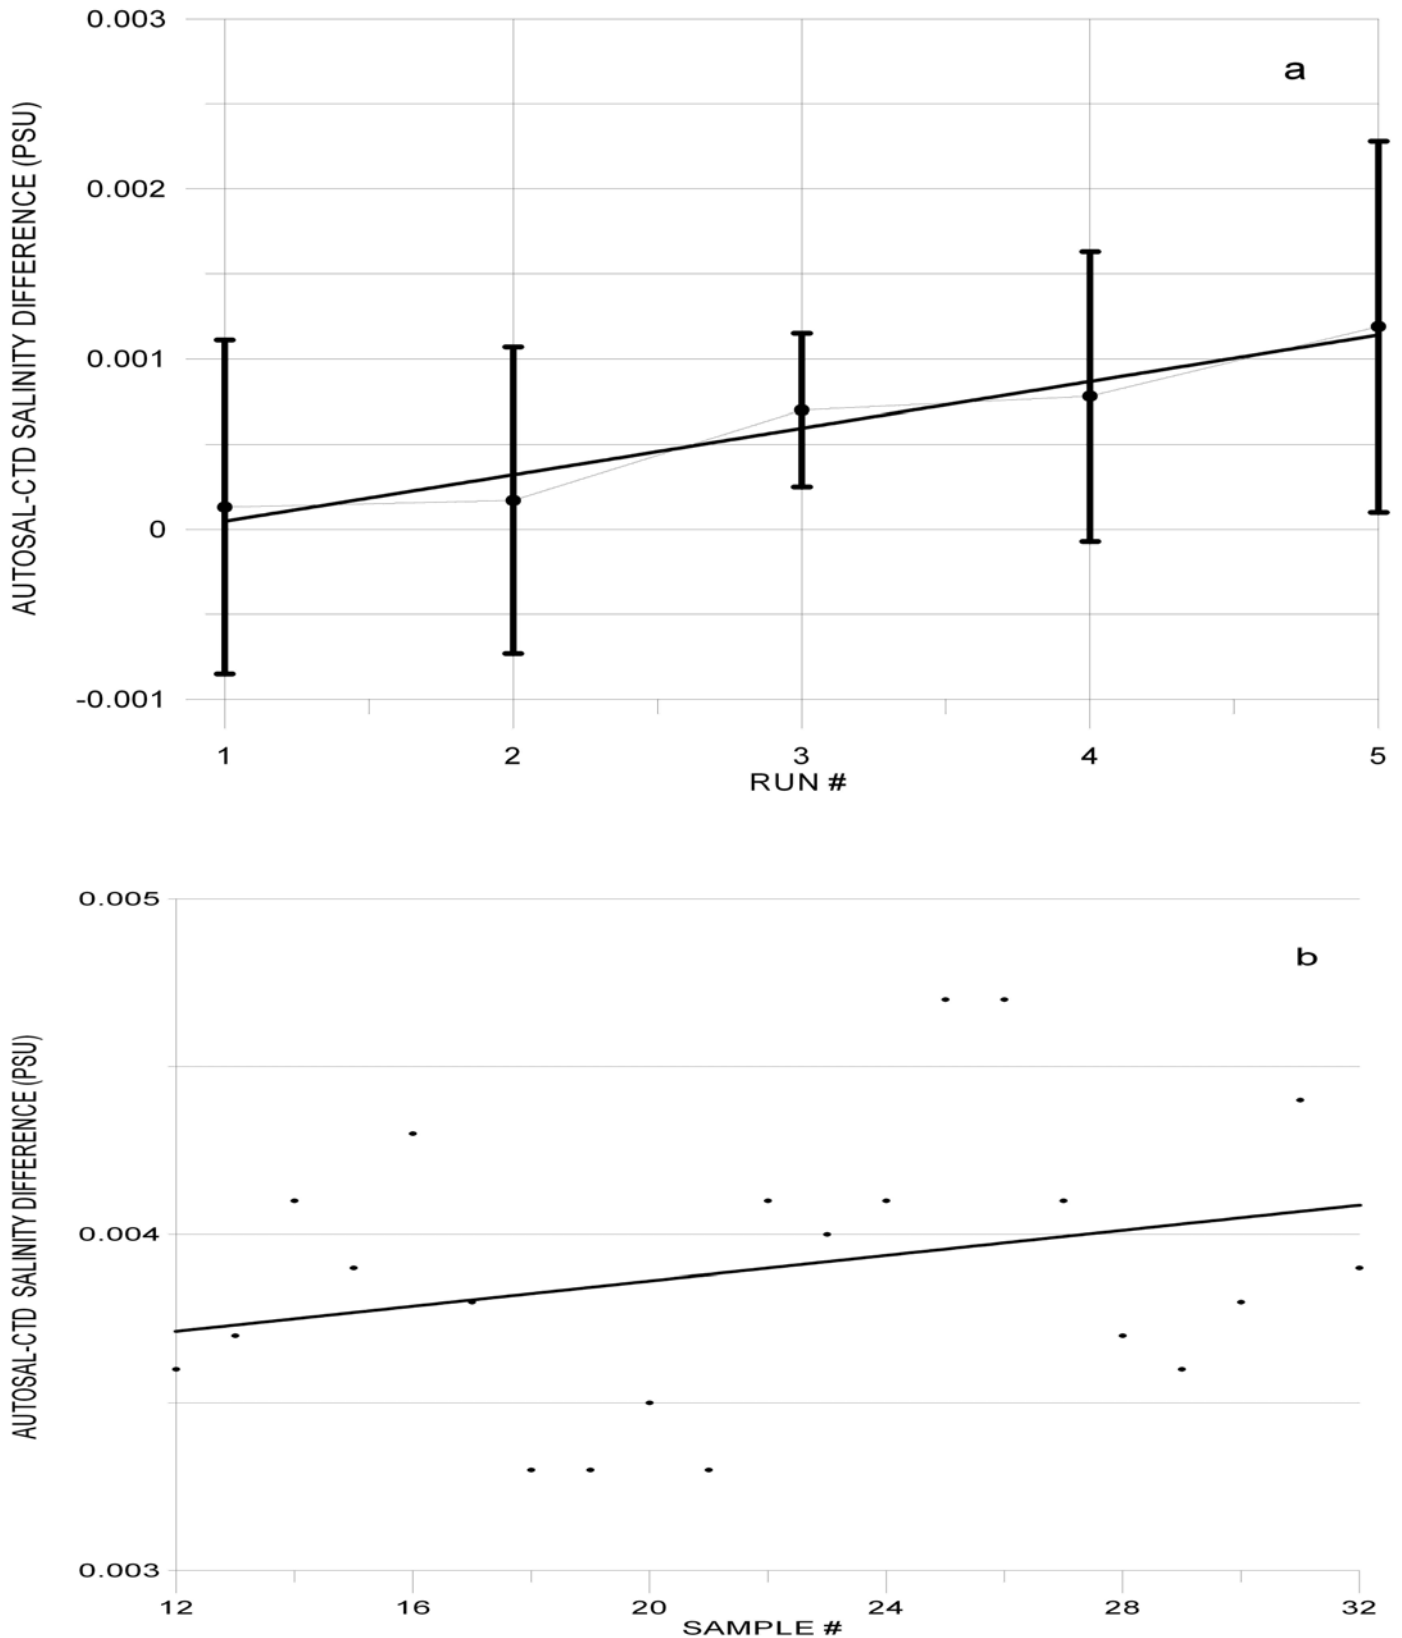 0.003
a
0.002
0.001
0
-0.001
AUTOSAL-CTD SALINITY DIFFERENCE (PSU)
1 2 3 4 5
RUN #
0.005
b
0.004
0.003
AUTOSAL-CTD SALINITY DIFFERENCE (PSU)
12 16 20 24 28 32
SAMPLE #